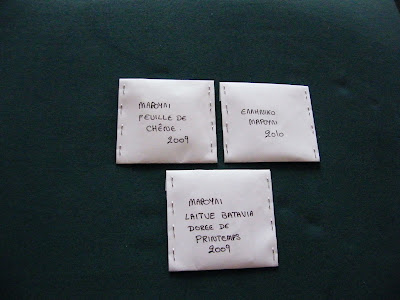 ΜΑΡΟΥΛΙ
FEUILLE DE
CHÊNE.
2009
ΕΛΛΗΝΙΚΟ
ΜΑΡΟΥΛΙ
2010
ΜΑΡΟΥΛΙ
LAITUE BATAVIA
DOREE DE
PRINTEMPS
2009